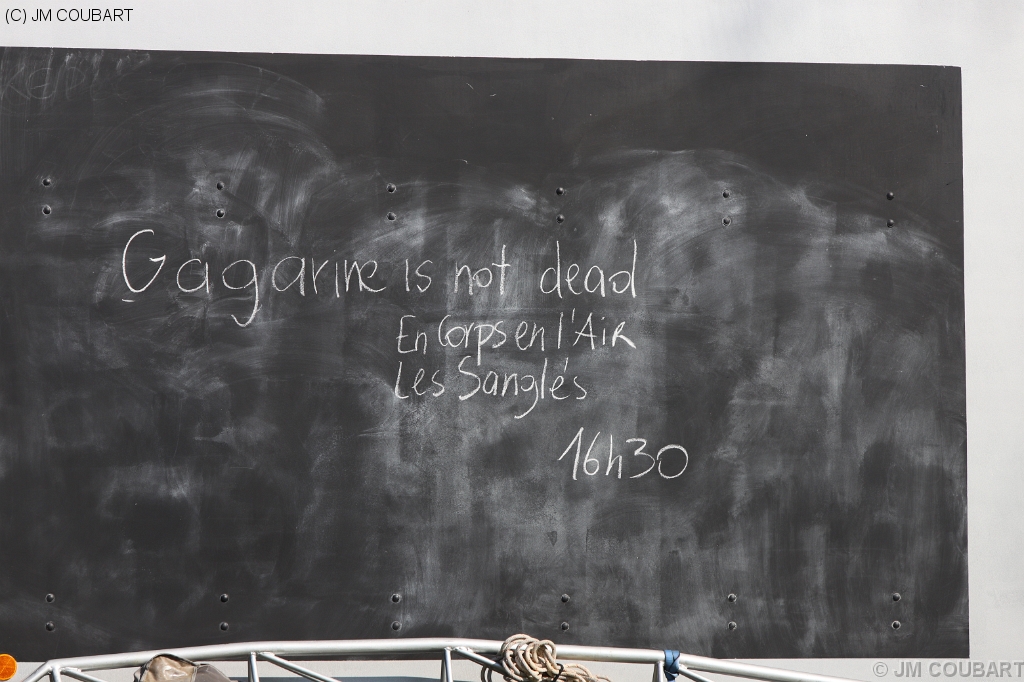 (C) JM COUBART
Gagarine is not dead
En Corps en l'Air
Les Sanglés
16h30
© JM COUBART